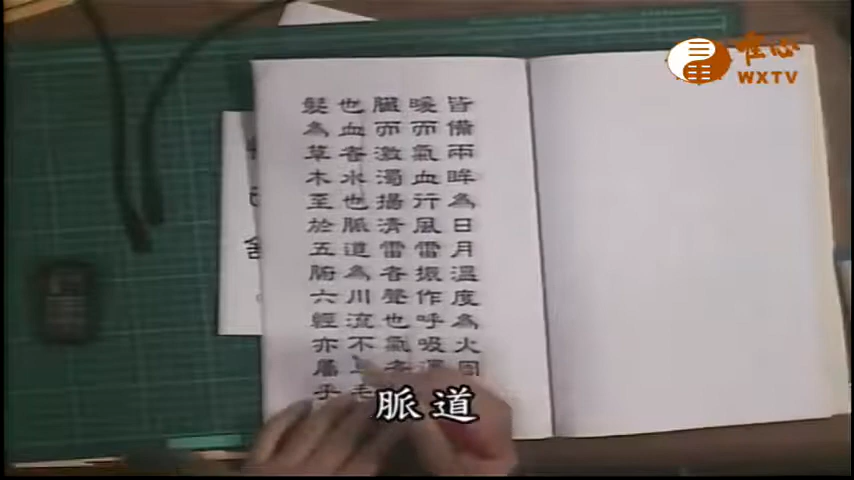 唯心
WXTV
皆備兩眸為日月溫度為火
暖而氣血行風雷振作呼吸
臟而激濁揚清雷者聲也氣
也血者水也脈道為川流不
髮為草木至於五腑六輕亦屬乎
脈道